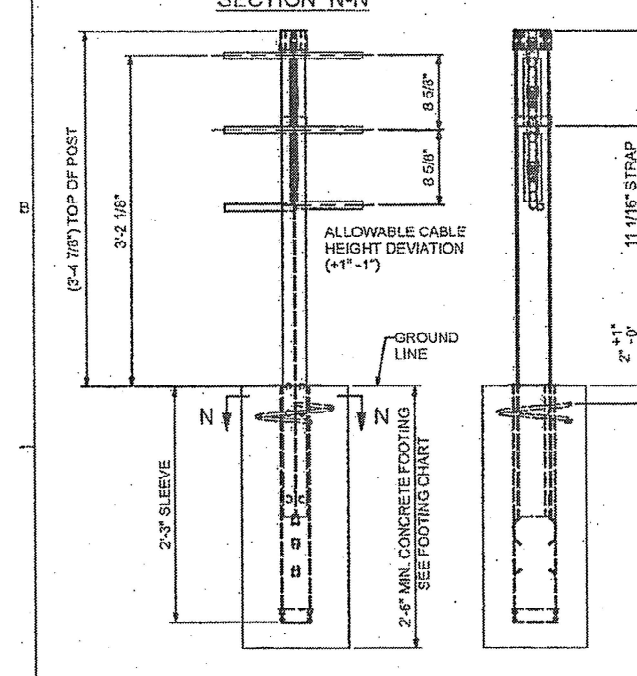 SECTION N-N
(3'-4 7/8") TOP OF POST
3'-2 1/8"
8 5/8"
8 5/8"
ALLOWABLE CABLE
HEIGHT DEVIATION
(+1" -1")
GROUND
LINE
N
N
2'-3" SLEEVE
2'-6" MIN. CONCRETE FOOTING
SEE FOOTING CHART
11 1/16" STRAP
2" +1"
-0"
B